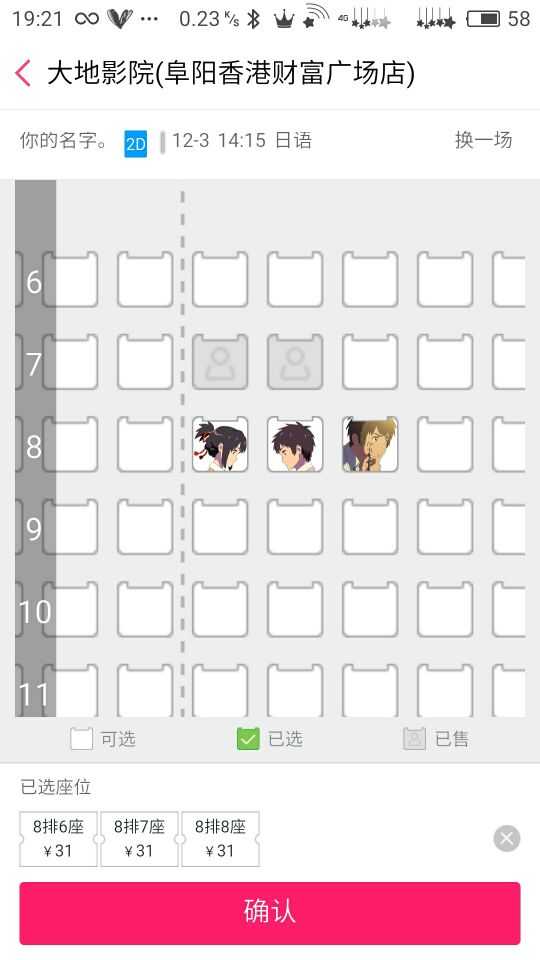 19:21 ∞ ··· 0.23 K/s 4G 58
大地影院(阜阳香港财富广场店)
你的名字。 2D 12-3 14:15 日语 换一场
6
7
8
9
10
11
可选 已选 已售
已选座位
8排6座 8排7座 8排8座
¥31 ¥31 ¥31
确认